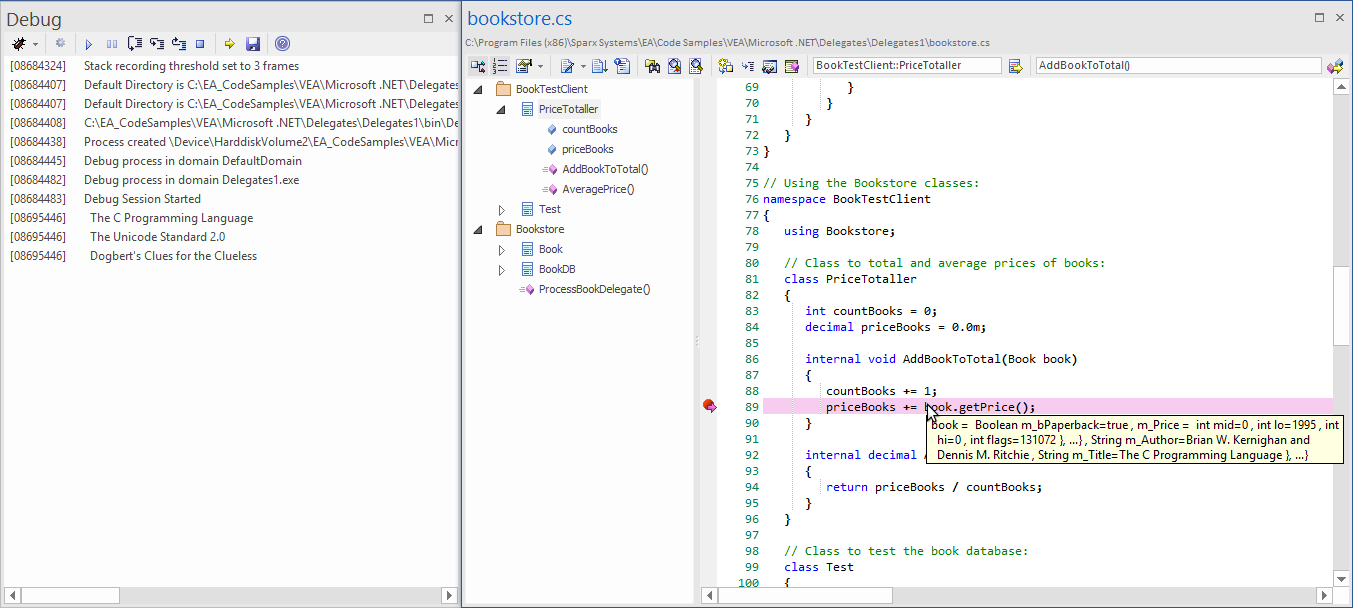 Debug
[08684324] Stack recording threshold set to 3 frames
[08684407] Default Directory is C:\EA_CodeSamples\VEA\Microsoft .NET\Delegates
[08684407] Default Directory is C:\EA_CodeSamples\VEA\Microsoft .NET\Delegates
[08684408] C:\EA_CodeSamples\VEA\Microsoft .NET\Delegates\Delegates1\bin\De
[08684438] Process created \Device\HarddiskVolume2\EA_CodeSamples\VEA\Micr
[08684445] Debug process in domain DefaultDomain
[08684482] Debug process in domain Delegates1.exe
[08684483] Debug Session Started
[08695446] The C Programming Language
[08695446] The Unicode Standard 2.0
[08695446] Dogbert's Clues for the Clueless
bookstore.cs
C:\Program Files (x86)\Sparx Systems\EA\Code Samples\VEA\Microsoft .NET\Delegates\Delegates1\bookstore.cs
BookTestClient::PriceTotaller
AddBookToTotal()
BookTestClient
PriceTotaller
countBooks
priceBooks
AddBookToTotal()
AveragePrice()
Test
Bookstore
Book
BookDB
ProcessBookDelegate()
69 }
70 }
71 }
72 }
73 }
74
75 // Using the Bookstore classes:
76 namespace BookTestClient
77 {
78 using Bookstore;
79
80 // Class to total and average prices of books:
81 class PriceTotaller
82 {
83 int countBooks = 0;
84 decimal priceBooks = 0.0m;
85
86 internal void AddBookToTotal(Book book)
87 {
88 countBooks += 1;
89 priceBooks += book.getPrice();
90 }
91
92 internal decimal
93 {
94 return priceBooks / countBooks;
95 }
96 }
97
98 // Class to test the book database:
99 class Test
100 {
book = Boolean m_bPaperback=true , m_Price = int mid=0 , int lo=1995 , int
hi=0 , int flags=131072 }, ...} , String m_Author=Brian W. Kernighan and
Dennis M. Ritchie , String m_Title=The C Programming Language }, ...}